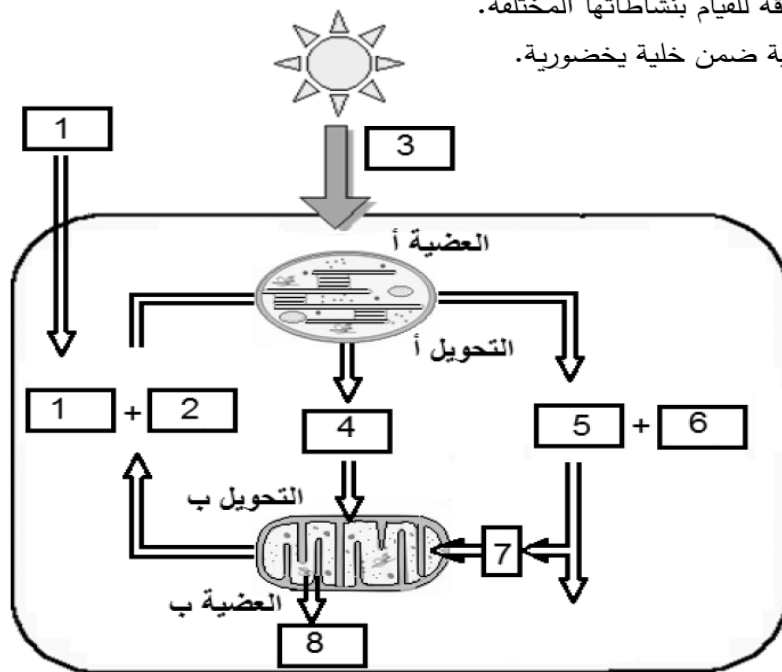 للقيام بنشاطاتها المختلفة.
ضمن خلية يخضورية.
1
3
العضية أ
التحويل أ
1 + 2
4
5 + 6
التحويل ب
7
العضية ب
8